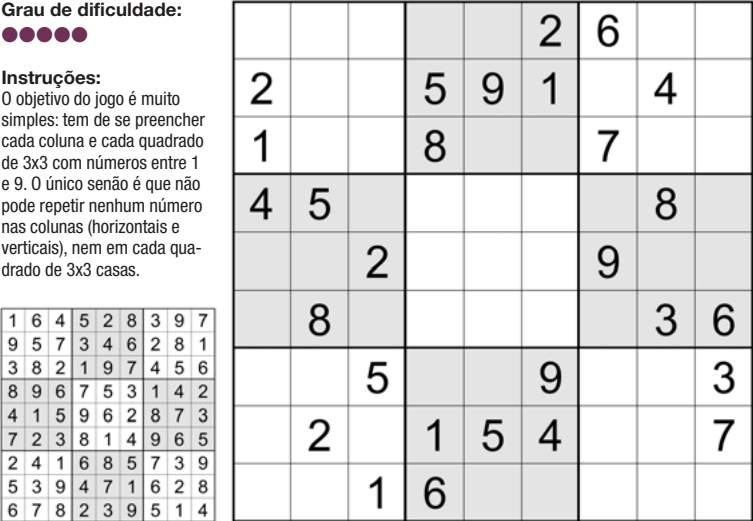 Grau de dificuldade:
Instruções:
O objetivo do jogo é muito
simples: tem de se preencher
cada coluna e cada quadrado
de 3x3 com números entre 1
e 9. O único senão é que não
pode repetir nenhum número
nas colunas (horizontais e
verticais), nem em cada qua-
drado de 3x3 casas.
1 6 4 5 2 8 3 9 7
9 5 7 3 4 6 2 8 1
3 8 2 1 9 7 4 5 6
8 9 6 7 5 3 1 4 2
4 1 5 9 6 2 8 7 3
7 2 3 8 1 4 9 6 5
2 4 1 6 8 5 7 3 9
5 3 9 4 7 1 6 2 8
6 7 8 2 3 9 5 1 4
2 6
2 5 9 1 4
1 8 7
4 5 8
2 9
8 3 6
5 9 3
2 1 5 4 7
1 6